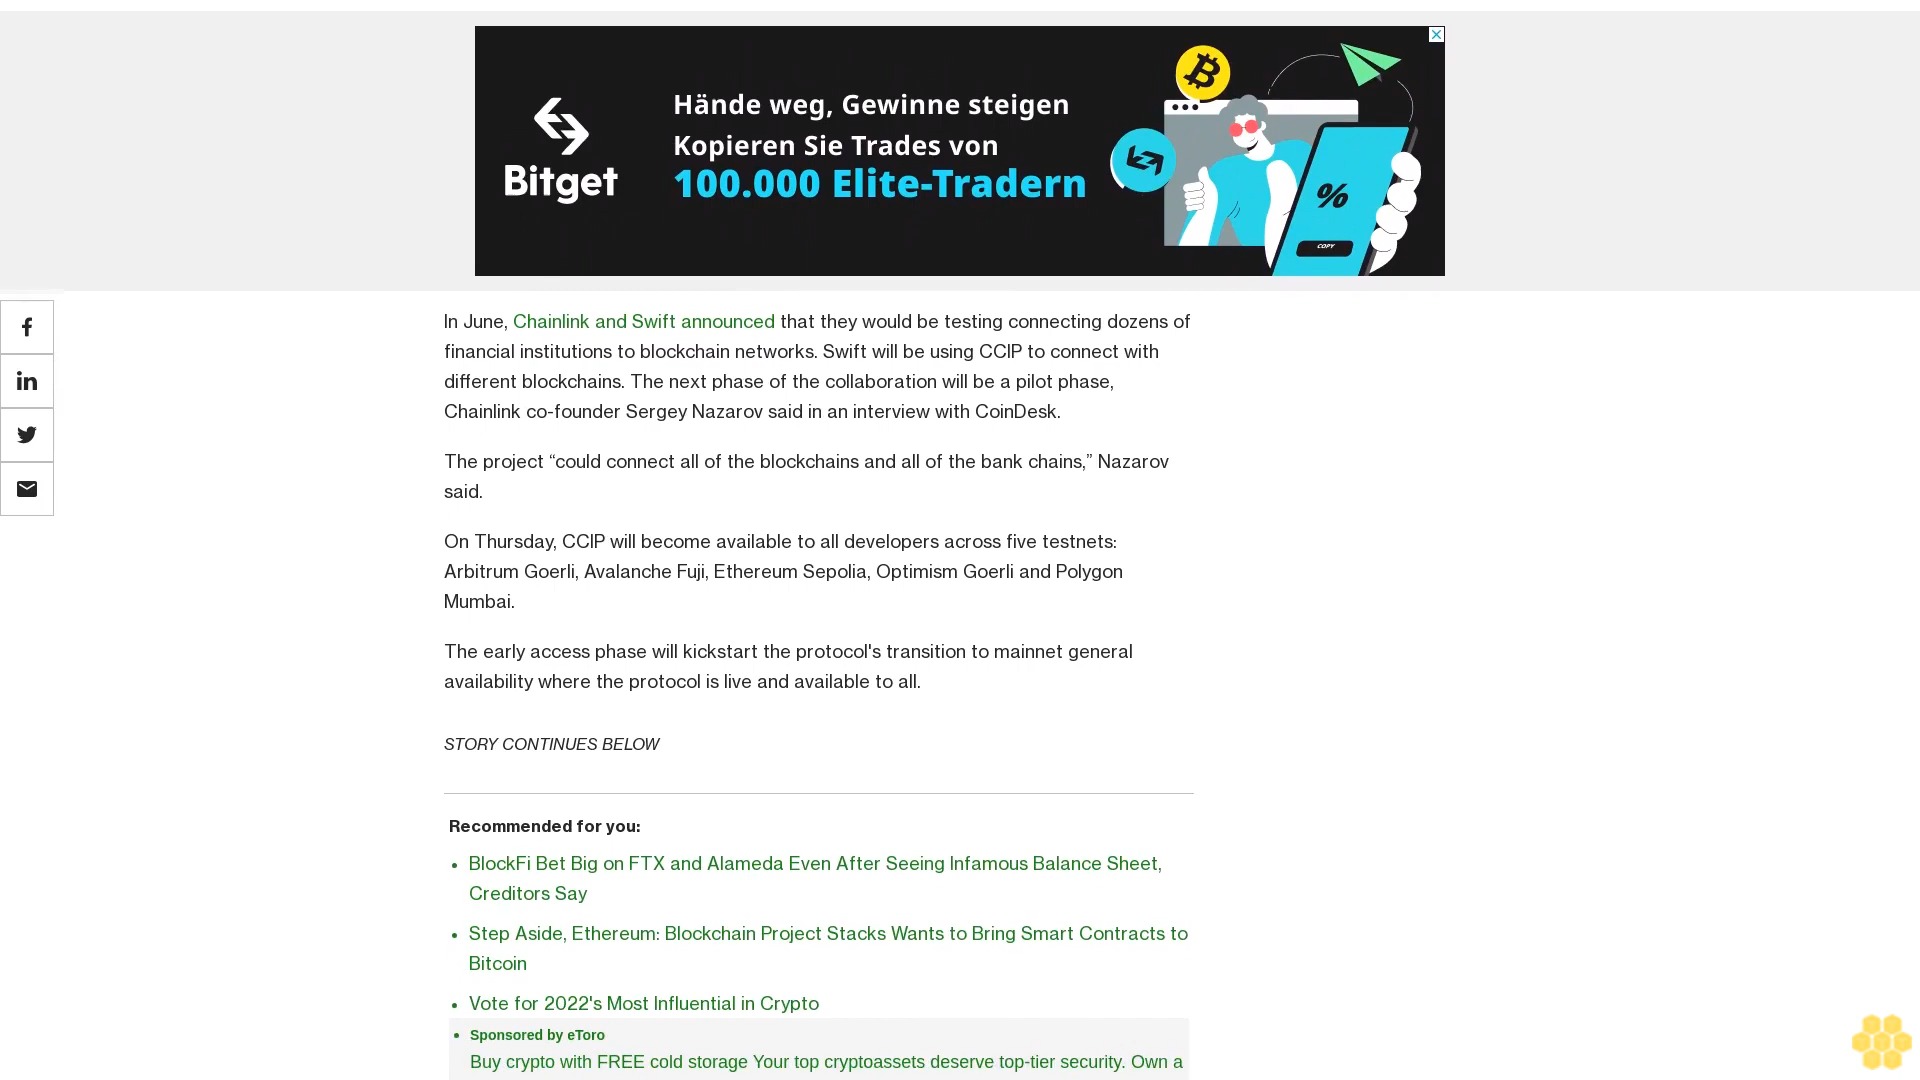 Bitget
Hände weg, Gewinne steigen
Kopieren Sie Trades von
100.000 Elite-Tradern
%
COPY
In June, Chainlink and Swift announced that they would be testing connecting dozens of
financial institutions to blockchain networks. Swift will be using CCIP to connect with
different blockchains. The next phase of the collaboration will be a pilot phase,
Chainlink co-founder Sergey Nazarov said in an interview with CoinDesk.
The project “could connect all of the blockchains and all of the bank chains,” Nazarov
said.
On Thursday, CCIP will become available to all developers across five testnets:
Arbitrum Goerli, Avalanche Fuji, Ethereum Sepolia, Optimism Goerli and Polygon
Mumbai.
The early access phase will kickstart the protocol's transition to mainnet general
availability where the protocol is live and available to all.
STORY CONTINUES BELOW
Recommended for you:
• BlockFi Bet Big on FTX and Alameda Even After Seeing Infamous Balance Sheet,
Creditors Say
• Step Aside, Ethereum: Blockchain Project Stacks Wants to Bring Smart Contracts to
Bitcoin
• Vote for 2022's Most Influential in Crypto
• Sponsored by eToro
Buy crypto with FREE cold storage Your top cryptoassets deserve top-tier security. Own a